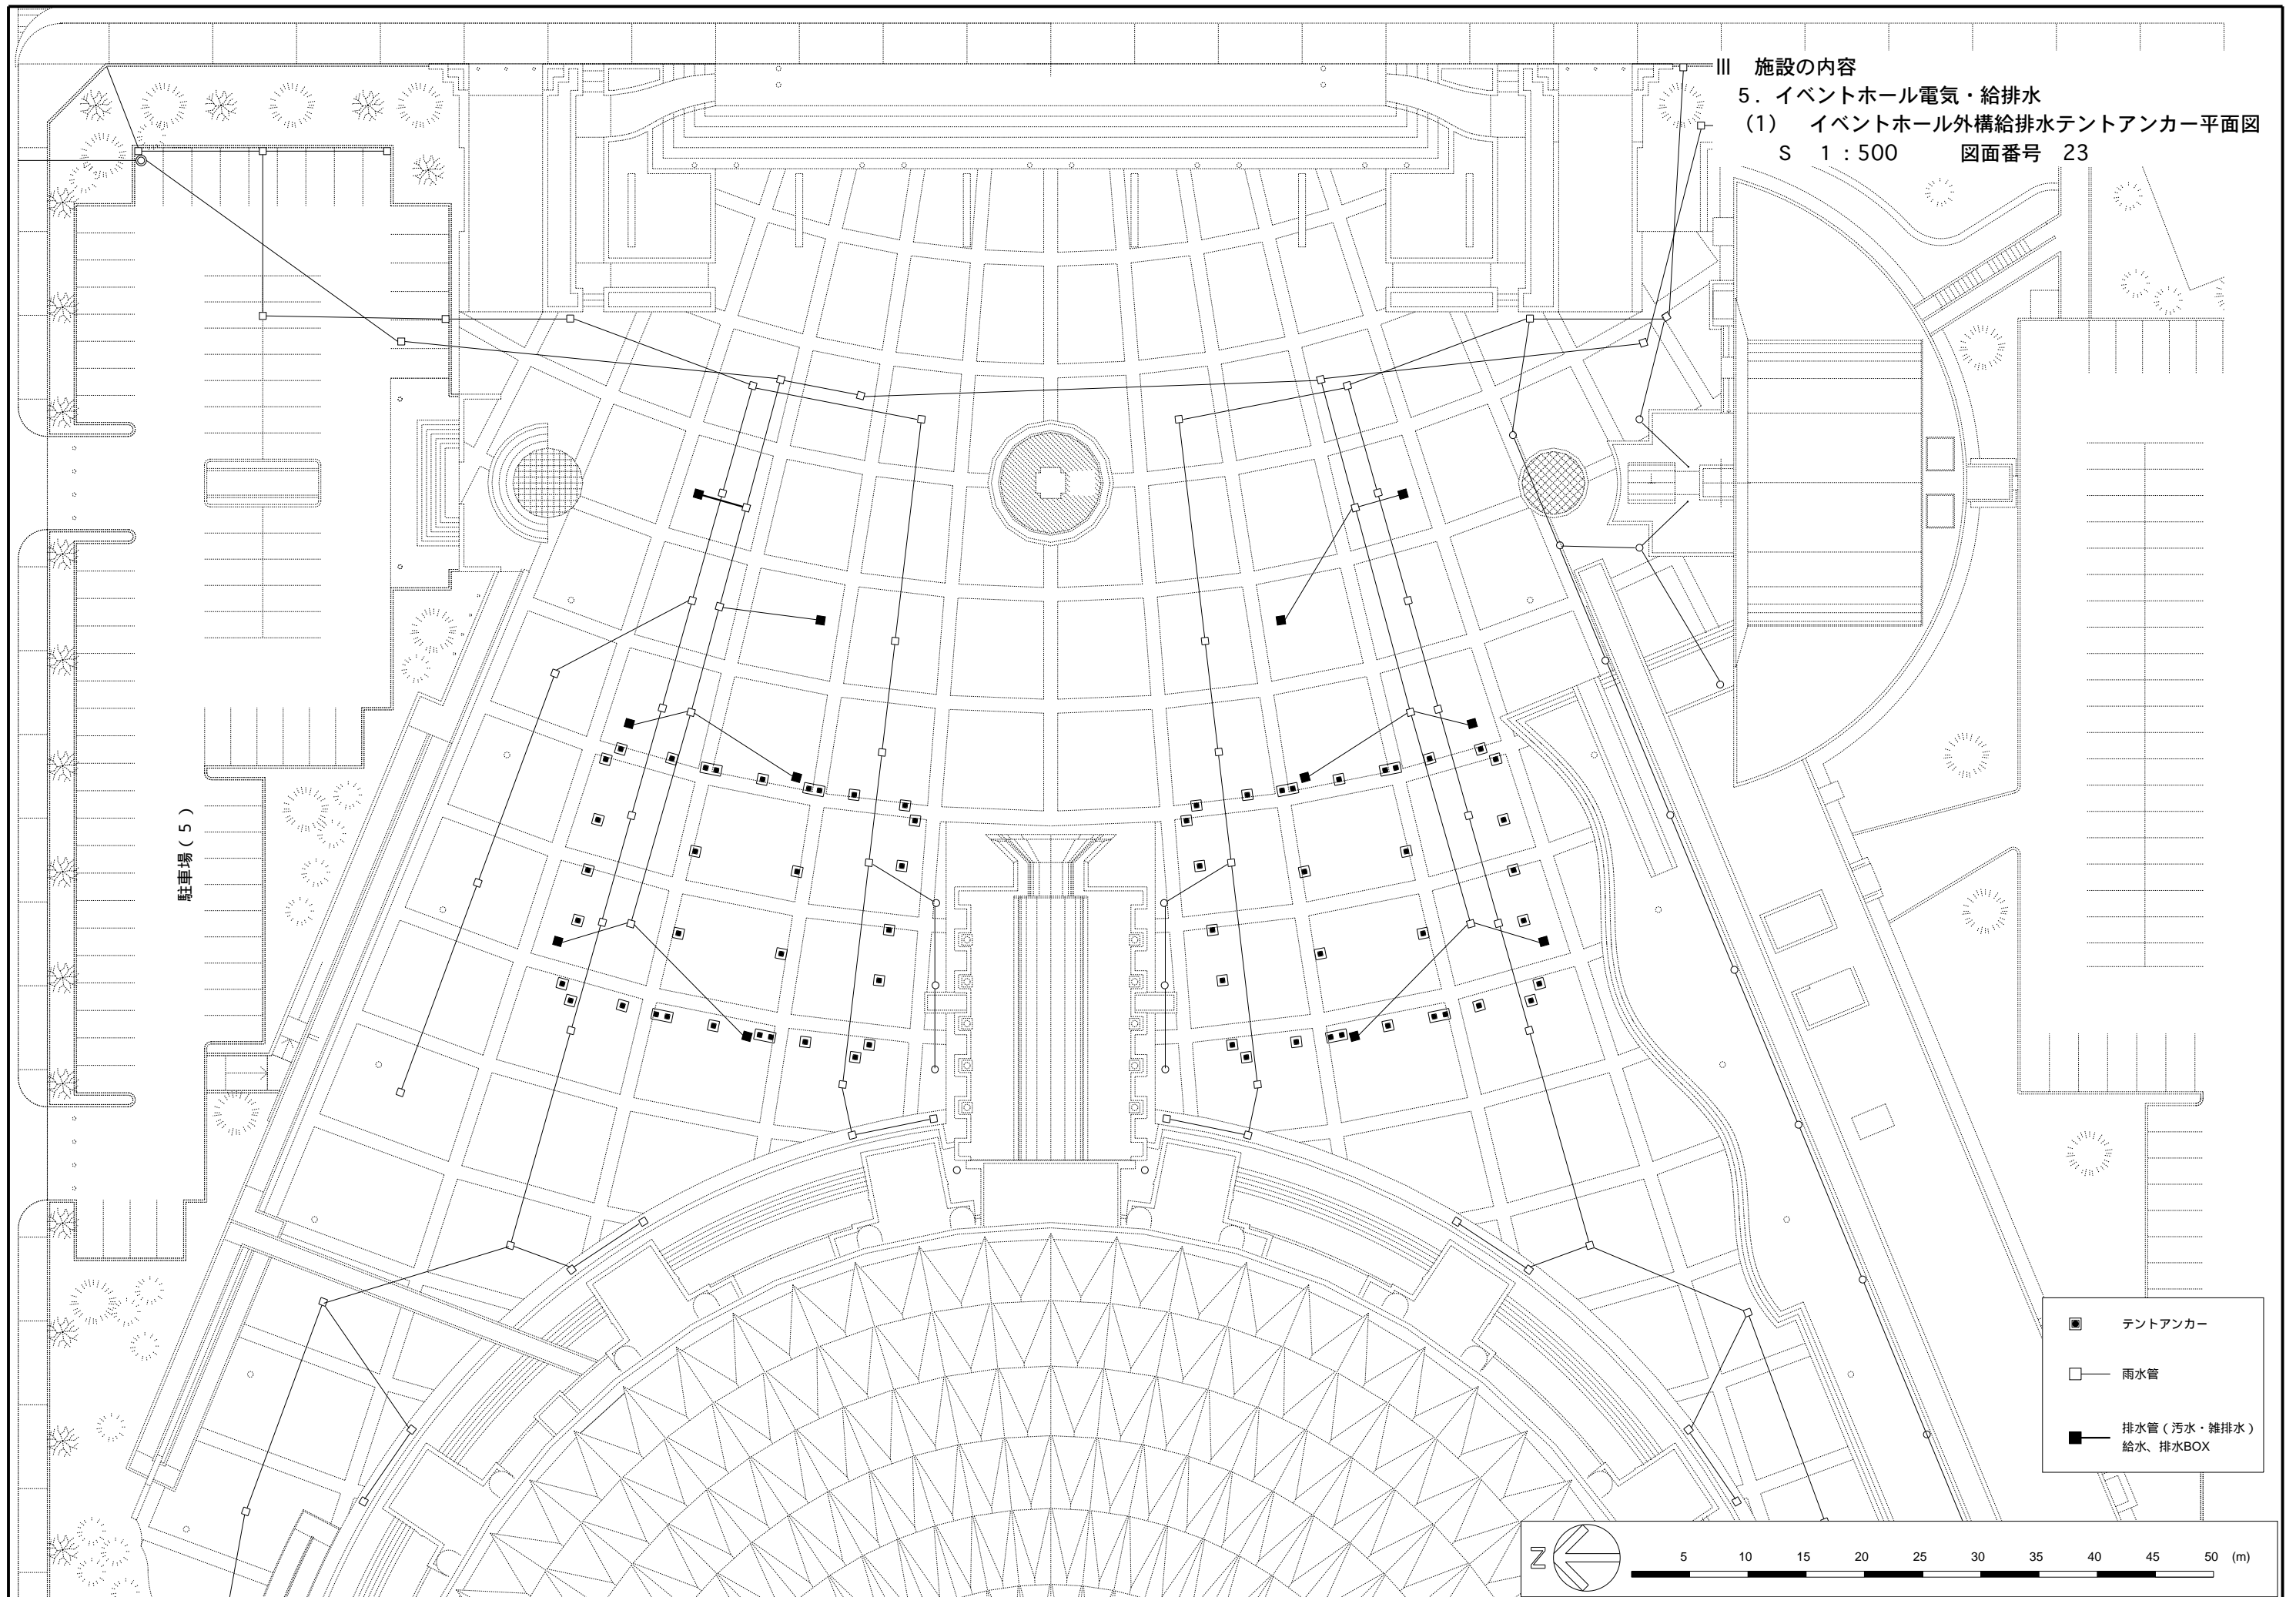 Ⅲ　施設の内容
5．イベントホール電気・給排水
(1)　イベントホール外構給排水テントアンカー平面図
S　1：500　図面番号　23
駐車場(5)
テントアンカー
雨水管
排水管(汚水・雑排水)
給水、排水BOX
N
5 10 15 20 25 30 35 40 45 50 (m)